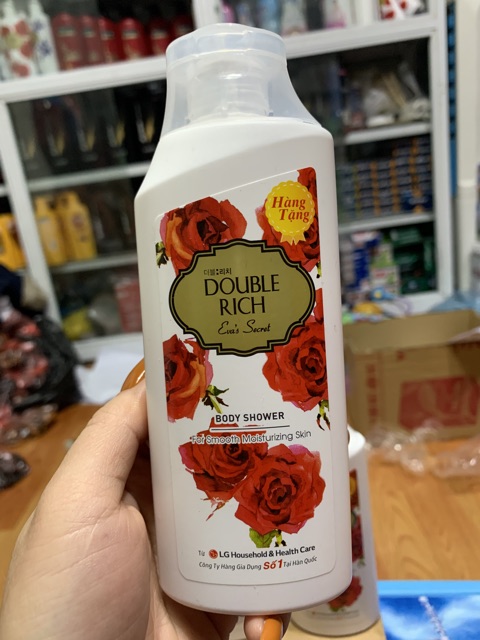 Hàng
Tặng
더블:리치
DOUBLE
RICH
Eva's Secret
BODY SHOWER
For Smooth Moisturizing Skin
Từ LG Household & Health Care
Công Ty Hàng Gia Dụng Số 1 Tại Hàn Quốc